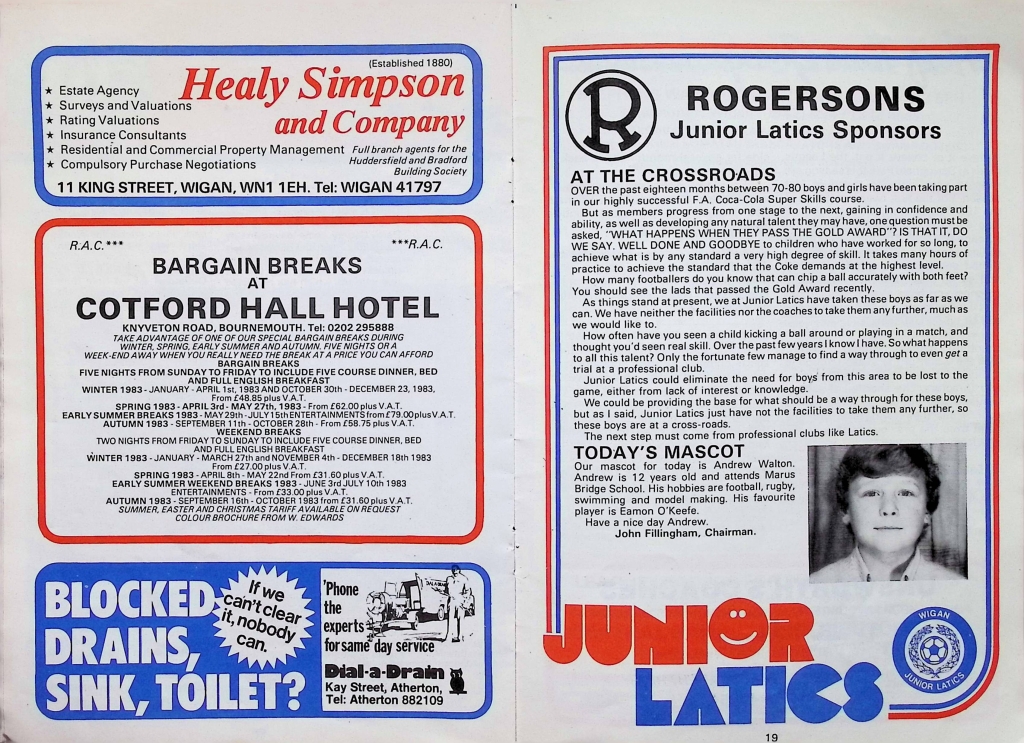 (Established 1880)
Healy Simpson
and Company
★ Estate Agency
★ Surveys and Valuations
★ Rating Valuations
★ Insurance Consultants
★ Residential and Commercial Property Management
★ Compulsory Purchase Negotiations
Full branch agents for the
Huddersfield and Bradford
Building Society
11 KING STREET, WIGAN, WN1 1EH. Tel: WIGAN 41797
R.A.C.*** ***R.A.C.
BARGAIN BREAKS
AT
COTFORD HALL HOTEL
KNYVETON ROAD, BOURNEMOUTH. Tel: 0202 295888
TAKE ADVANTAGE OF ONE OF OUR SPECIAL BARGAIN BREAKS DURING
WINTER, SPRING, EARLY SUMMER AND AUTUMN. FIVE NIGHTS OR A
WEEK-END AWAY WHEN YOU REALLY NEED THE BREAK AT A PRICE YOU CAN AFFORD
BARGAIN BREAKS
FIVE NIGHTS FROM SUNDAY TO FRIDAY TO INCLUDE FIVE COURSE DINNER, BED
AND FULL ENGLISH BREAKFAST
WINTER 1983 - JANUARY - APRIL 1st, 1983 AND OCTOBER 30th - DECEMBER 23, 1983,
From £48.85 plus V.A.T.
SPRING 1983 - APRIL 3rd - MAY 27th, 1983 - From £62.00 plus V.A.T.
EARLY SUMMER BREAKS 1983 - MAY 29th - JULY 15th ENTERTAINMENTS from £79.00 plus V.A.T.
AUTUMN 1983 - SEPTEMBER 11th - OCTOBER 28th - From £58.75 plus V.A.T.
WEEKEND BREAKS
TWO NIGHTS FROM FRIDAY TO SUNDAY TO INCLUDE FIVE COURSE DINNER, BED
AND FULL ENGLISH BREAKFAST
WINTER 1983 - JANUARY - MARCH 27th and NOVEMBER 4th - DECEMBER 18th 1983
From £27.00 plus V.A.T.
SPRING 1983 - APRIL 8th - MAY 22nd From £31.60 plus V.A.T.
EARLY SUMMER WEEKEND BREAKS 1983 - JUNE 3rd JULY 10th 1983
ENTERTAINMENTS - From £33.00 plus V.A.T.
AUTUMN 1983 - SEPTEMBER 16th - OCTOBER 1983 from £31.60 plus V.A.T.
SUMMER, EASTER AND CHRISTMAS TARIFF AVAILABLE ON REQUEST
COLOUR BROCHURE FROM W. EDWARDS
BLOCKED
DRAINS,
SINK, TOILET?
If we
can't clear
it, nobody
can.
'Phone
the
experts
for same day service
DIAL-A-DRAIN
Dial-a-Drain
Kay Street, Atherton,
Tel: Atherton 882109
R
ROGERSONS
Junior Latics Sponsors
AT THE CROSSROADS
OVER the past eighteen months between 70-80 boys and girls have been taking part
in our highly successful F.A. Coca-Cola Super Skills course.
But as members progress from one stage to the next, gaining in confidence and
ability, as well as developing any natural talent they may have, one question must be
asked, "WHAT HAPPENS WHEN THEY PASS THE GOLD AWARD"? IS THAT IT, DO
WE SAY. WELL DONE AND GOODBYE to children who have worked for so long, to
achieve what is by any standard a very high degree of skill. It takes many hours of
practice to achieve the standard that the Coke demands at the highest level.
How many footballers do you know that can chip a ball accurately with both feet?
You should see the lads that passed the Gold Award recently.
As things stand at present, we at Junior Latics have taken these boys as far as we
can. We have neither the facilities nor the coaches to take them any further, much as
we would like to.
How often have you seen a child kicking a ball around or playing in a match, and
thought you'd seen real skill. Over the past few years I know I have. So what happens
to all this talent? Only the fortunate few manage to find a way through to even get a
trial at a professional club.
Junior Latics could eliminate the need for boys from this area to be lost to the
game, either from lack of interest or knowledge.
We could be providing the base for what should be a way through for these boys,
but as I said, Junior Latics just have not the facilities to take them any further, so
these boys are at a cross-roads.
The next step must come from professional clubs like Latics.
TODAY'S MASCOT
Our mascot for today is Andrew Walton.
Andrew is 12 years old and attends Marus
Bridge School. His hobbies are football, rugby,
swimming and model making. His favourite
player is Eamon O'Keefe.
Have a nice day Andrew.
John Fillingham, Chairman.
JUNIOR
LATICS
WIGAN
JUNIOR LATICS
19